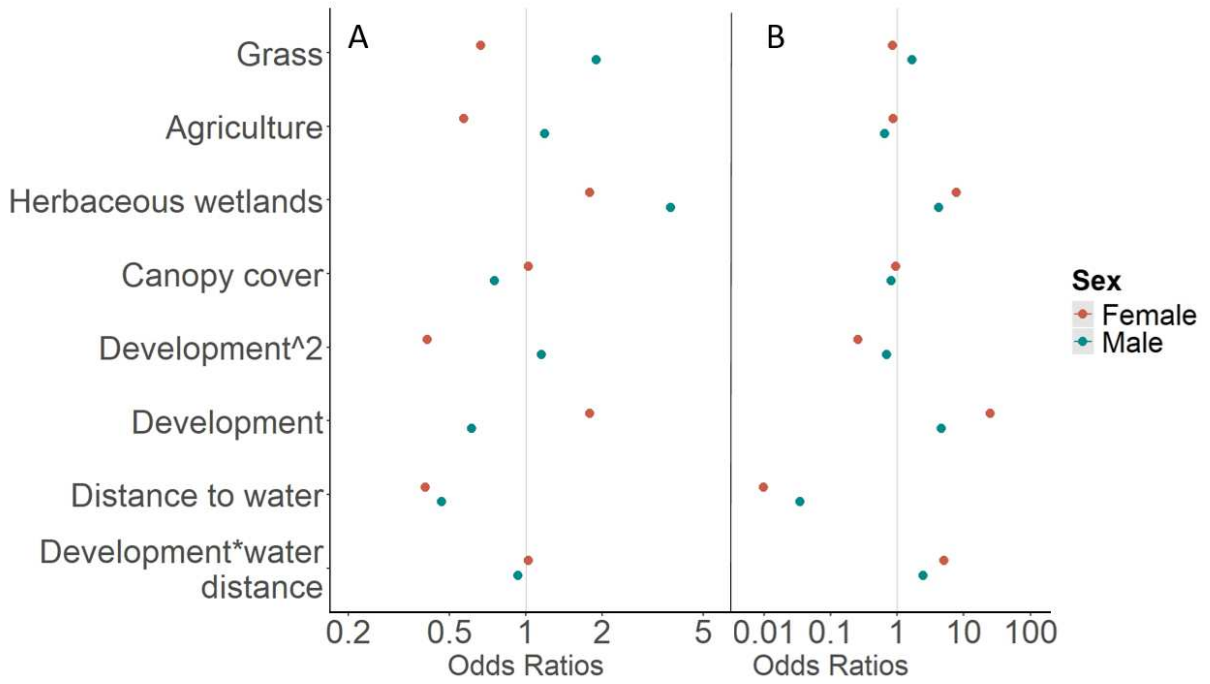 A
B
Grass
Agriculture
Herbaceous wetlands
Canopy cover
Development^2
Development
Distance to water
Development*water
distance
Sex
Female
Male
0.2 0.5 1 2 5 0.01 0.1 1 10 100
Odds Ratios Odds Ratios